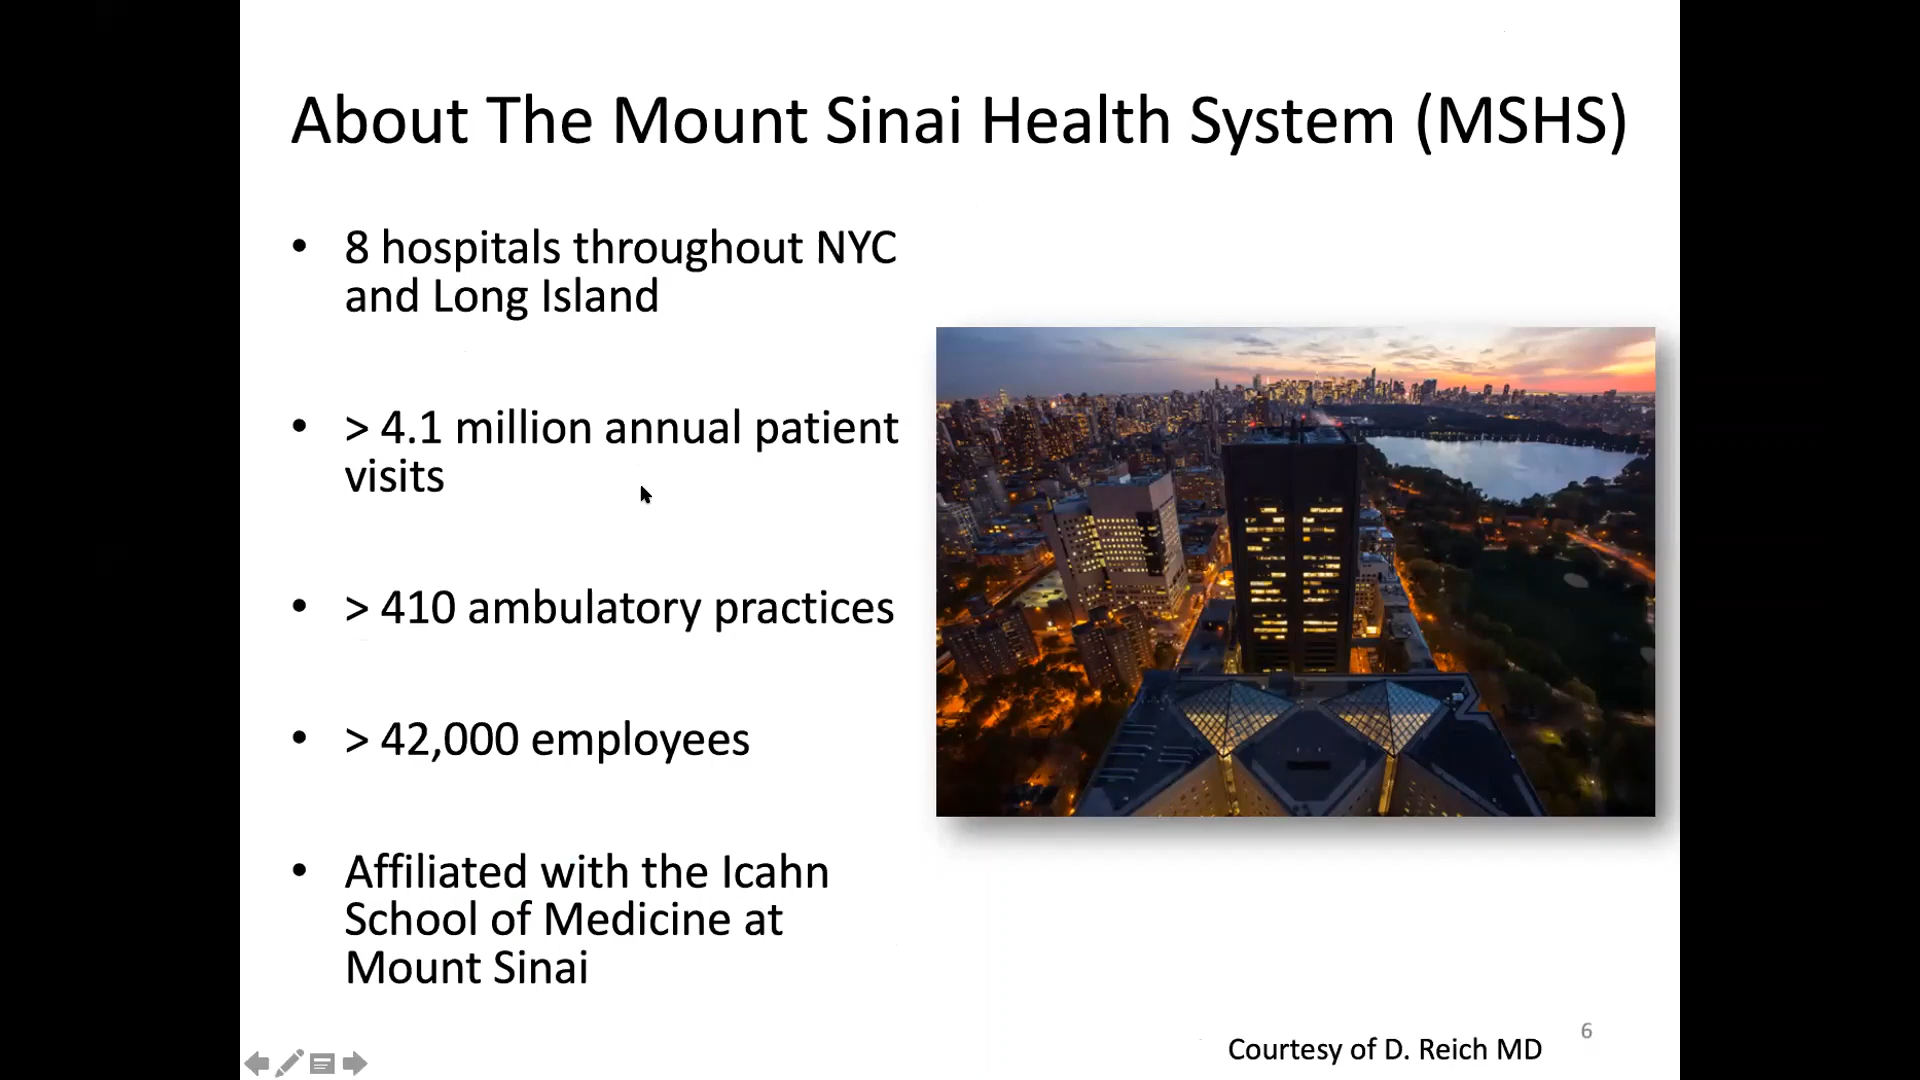 About The Mount Sinai Health System (MSHS)
• 8 hospitals throughout NYC
and Long Island
• > 4.1 million annual patient
visits
• > 410 ambulatory practices
• > 42,000 employees
• Affiliated with the Icahn
School of Medicine at
Mount Sinai
6
Courtesy of D. Reich MD